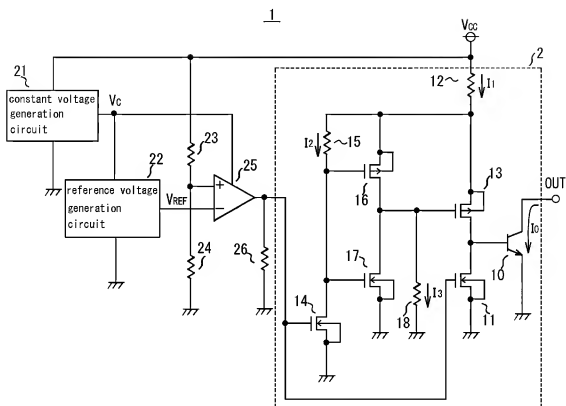 1
VCC
2
21
constant voltage
generation
circuit
VC
12
I1
23
I2
15
22
25
16
13
OUT
reference voltage
generation
circuit
VREF
+
−
I0
24
26
17
10
14
18
I3
11